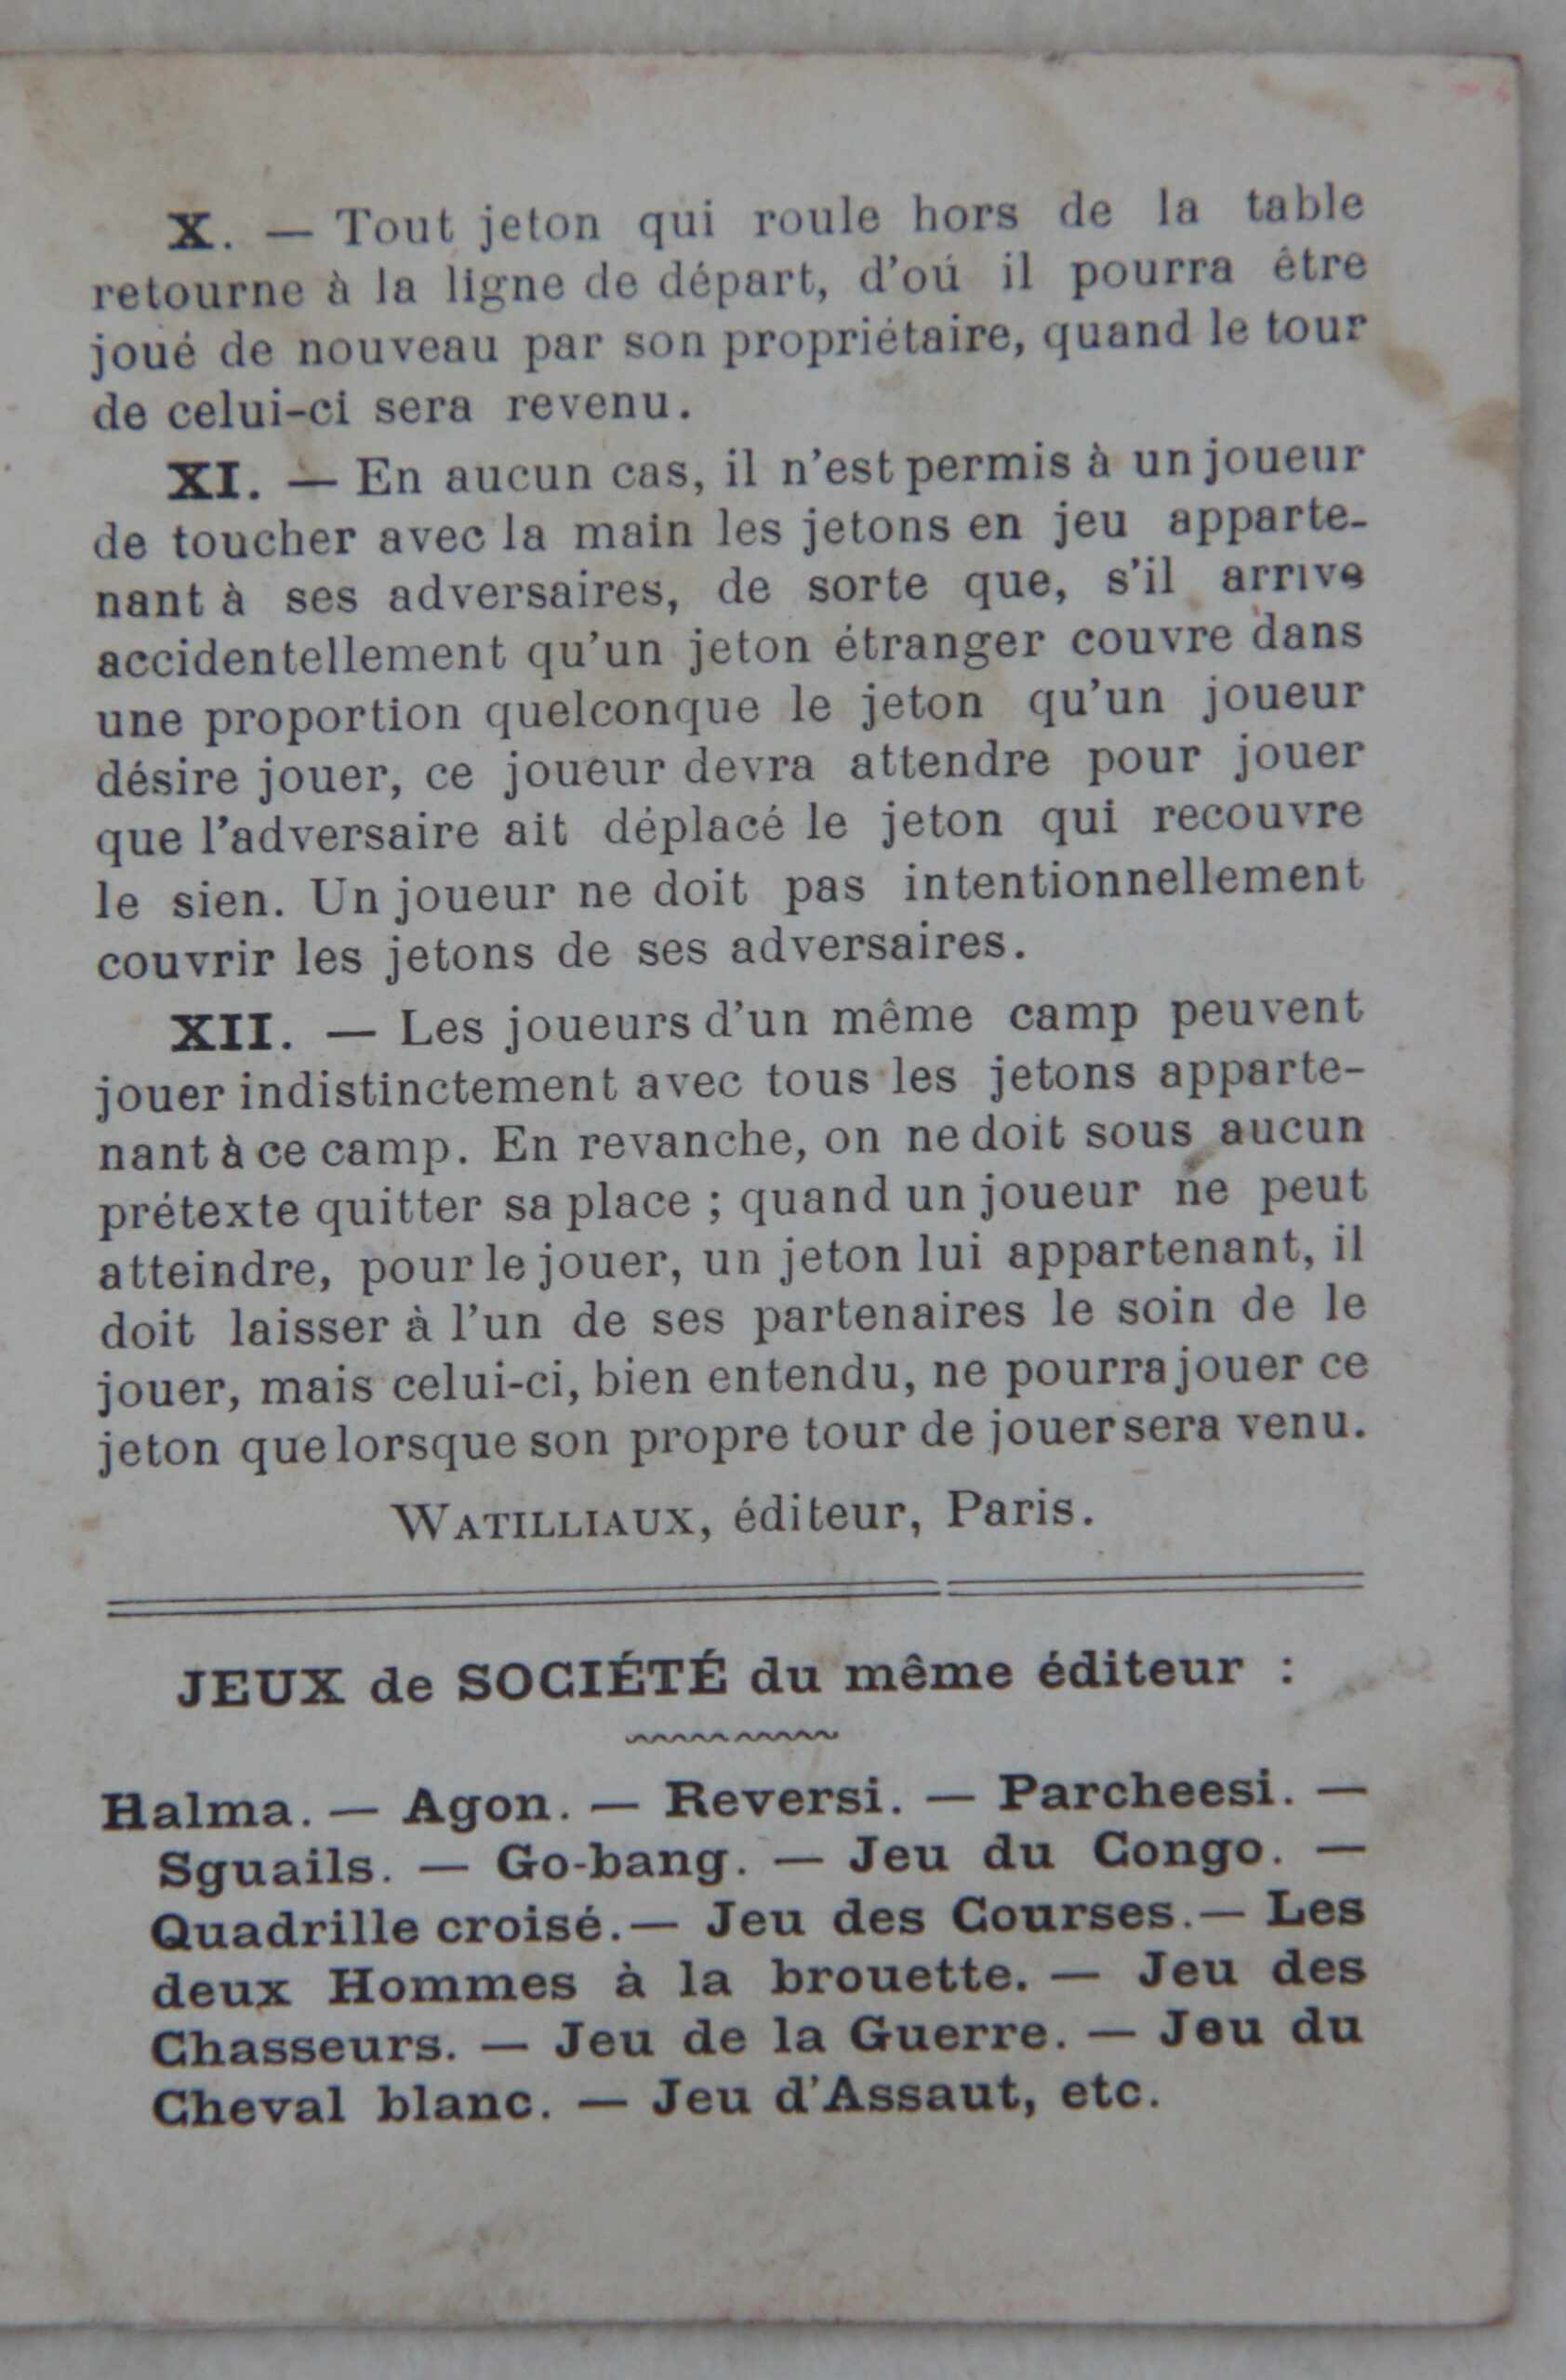 X. — Tout jeton qui roule hors de la table
retourne à la ligne de départ, d'où il pourra être
joué de nouveau par son propriétaire, quand le tour
de celui-ci sera revenu.
XI. — En aucun cas, il n'est permis à un joueur
de toucher avec la main les jetons en jeu apparte-
nant à ses adversaires, de sorte que, s'il arrive
accidentellement qu'un jeton étranger couvre dans
une proportion quelconque le jeton qu'un joueur
désire jouer, ce joueur devra attendre pour jouer
que l'adversaire ait déplacé le jeton qui recouvre
le sien. Un joueur ne doit pas intentionnellement
couvrir les jetons de ses adversaires.
XII. — Les joueurs d'un même camp peuvent
jouer indistinctement avec tous les jetons apparte-
nant à ce camp. En revanche, on ne doit sous aucun
prétexte quitter sa place ; quand un joueur ne peut
atteindre, pour le jouer, un jeton lui appartenant, il
doit laisser à l'un de ses partenaires le soin de le
jouer, mais celui-ci, bien entendu, ne pourra jouer ce
jeton que lorsque son propre tour de jouer sera venu.
WATILLIAUX, éditeur, Paris.
JEUX de SOCIÉTÉ du même éditeur :
Halma. — Agon. — Reversi. — Parcheesi. —
Sguails. — Go-bang. — Jeu du Congo. —
Quadrille croisé. — Jeu des Courses. — Les
deux Hommes à la brouette. — Jeu des
Chasseurs. — Jeu de la Guerre. — Jeu du
Cheval blanc. — Jeu d'Assaut, etc.